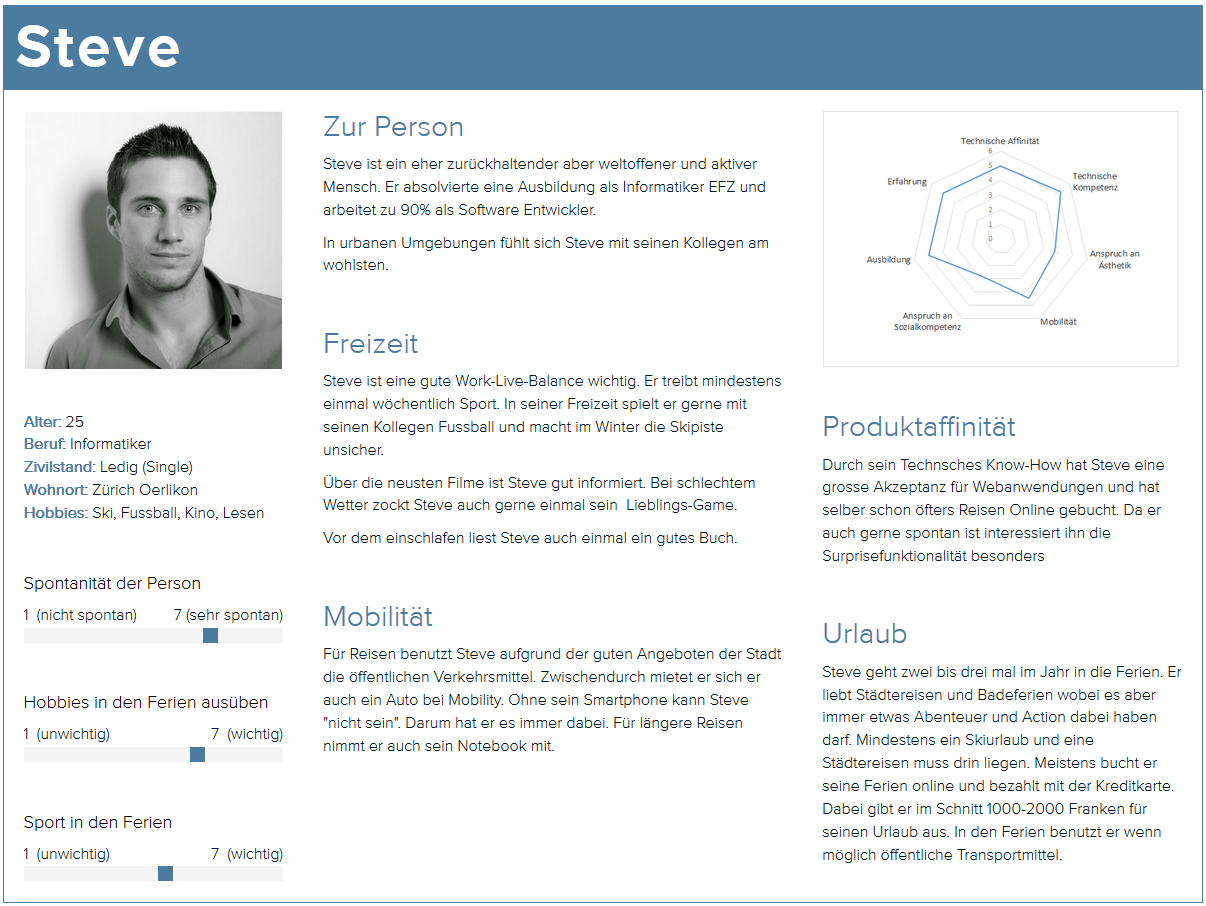 Steve
Alter: 25
Beruf: Informatiker
Zivilstand: Ledig (Single)
Wohnort: Zürich Oerlikon
Hobbies: Ski, Fussball, Kino, Lesen
Spontanität der Person
1 (nicht spontan) 7 (sehr spontan)
Hobbies in den Ferien ausüben
1 (unwichtig) 7 (wichtig)
Sport in den Ferien
1 (unwichtig) 7 (wichtig)
Zur Person
Steve ist ein eher zurückhaltender aber weltoffener und aktiver
Mensch. Er absolvierte eine Ausbildung als Informatiker EFZ und
arbeitet zu 90% als Software Entwickler.
In urbanen Umgebungen fühlt sich Steve mit seinen Kollegen am
wohlsten.
Freizeit
Steve ist eine gute Work-Live-Balance wichtig. Er treibt mindestens
einmal wöchentlich Sport. In seiner Freizeit spielt er gerne mit
seinen Kollegen Fussball und macht im Winter die Skipiste
unsicher.
Über die neusten Filme ist Steve gut informiert. Bei schlechtem
Wetter zockt Steve auch gerne einmal sein Lieblings-Game.
Vor dem einschlafen liest Steve auch einmal ein gutes Buch.
Mobilität
Für Reisen benutzt Steve aufgrund der guten Angeboten der Stadt
die öffentlichen Verkehrsmittel. Zwischendurch mietet er sich er
auch ein Auto bei Mobility. Ohne sein Smartphone kann Steve
"nicht sein". Darum hat er es immer dabei. Für längere Reisen
nimmt er auch sein Notebook mit.
Technische Affinität
6
5
4
3
2
1
0
Technische
Kompetenz
Anspruch an
Ästhetik
Mobilität
Anspruch an
Sozialkompetenz
Ausbildung
Erfahrung
Produktaffinität
Durch sein Technsches Know-How hat Steve eine
grosse Akzeptanz für Webanwendungen und hat
selber schon öfters Reisen Online gebucht. Da er
auch gerne spontan ist interessiert ihn die
Surprisefunktionalität besonders
Urlaub
Steve geht zwei bis drei mal im Jahr in die Ferien. Er
liebt Städtereisen und Badeferien wobei es aber
immer etwas Abenteuer und Action dabei haben
darf. Mindestens ein Skiurlaub und eine
Städtereisen muss drin liegen. Meistens bucht er
seine Ferien online und bezahlt mit der Kreditkarte.
Dabei gibt er im Schnitt 1000-2000 Franken für
seinen Urlaub aus. In den Ferien benutzt er wenn
möglich öffentliche Transportmittel.